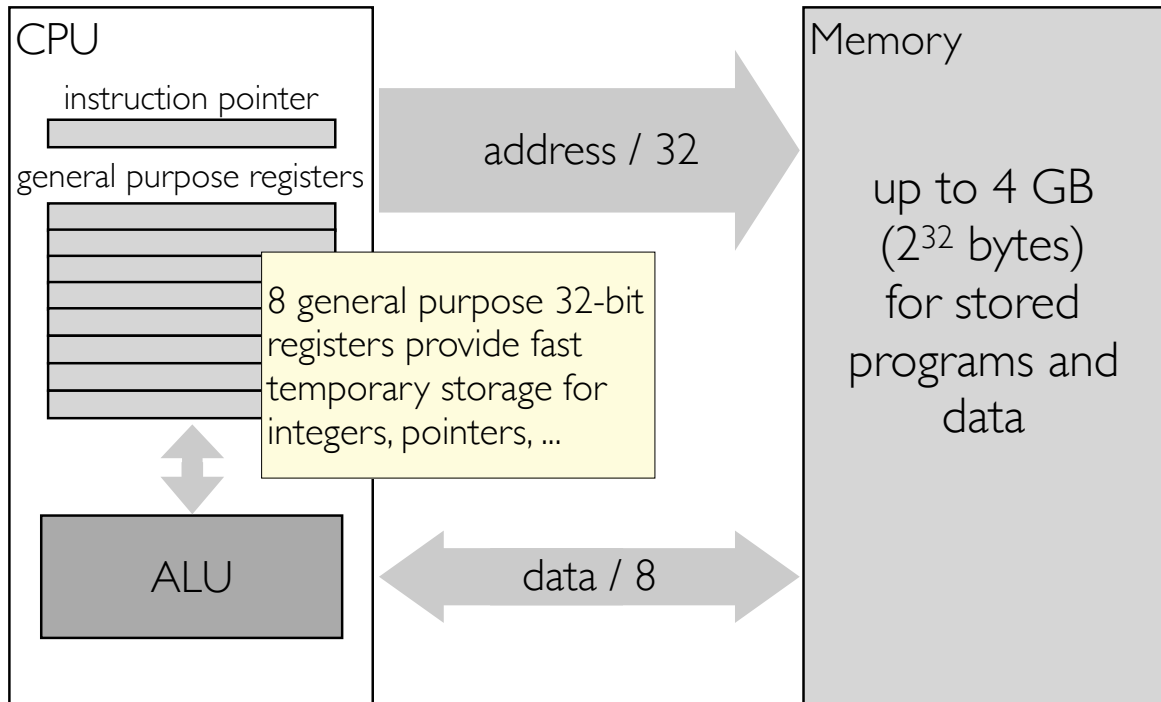 CPU
instruction pointer
general purpose registers
8 general purpose 32-bit
registers provide fast
temporary storage for
integers, pointers, ...
ALU
address / 32
data / 8
Memory
up to 4 GB
(2³² bytes)
for stored
programs and
data